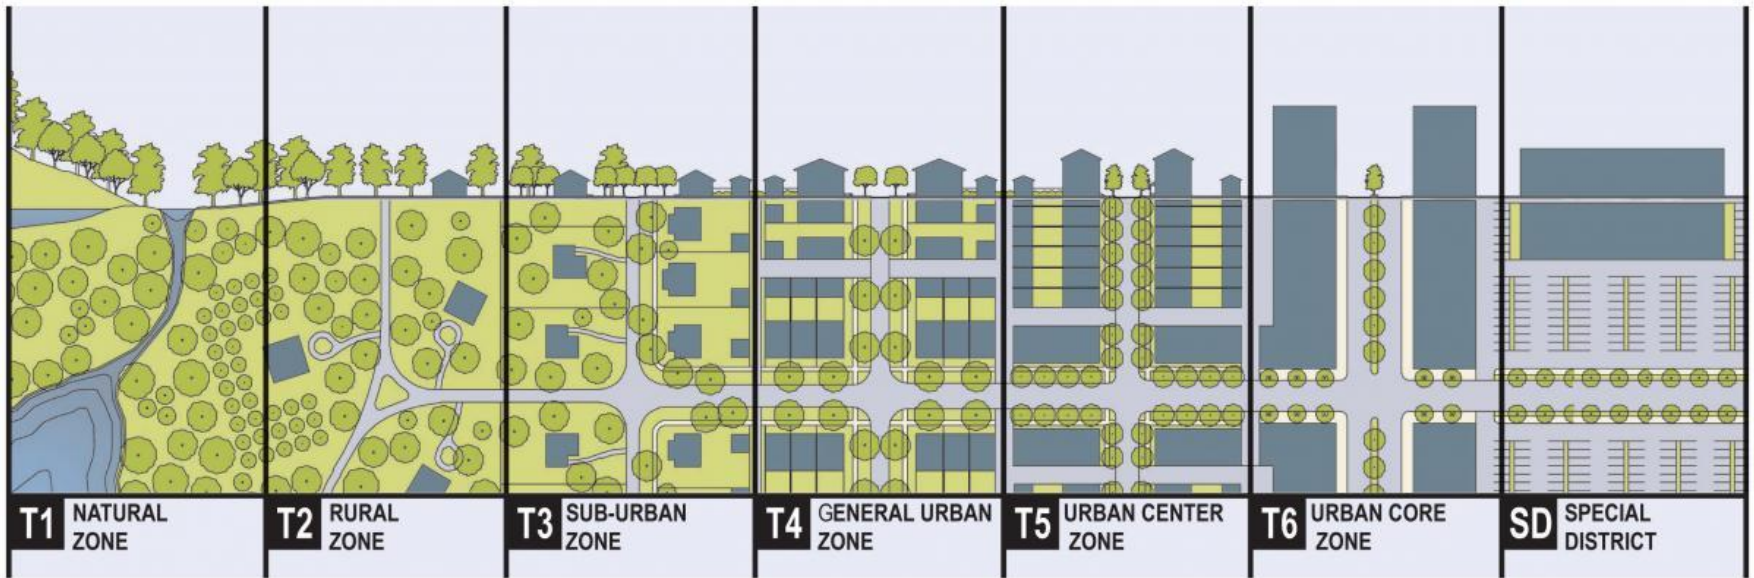 T1 NATURAL
ZONE
T2 RURAL
ZONE
T3 SUB-URBAN
ZONE
T4 GENERAL URBAN
ZONE
T5 URBAN CENTER
ZONE
T6 URBAN CORE
ZONE
SD SPECIAL
DISTRICT